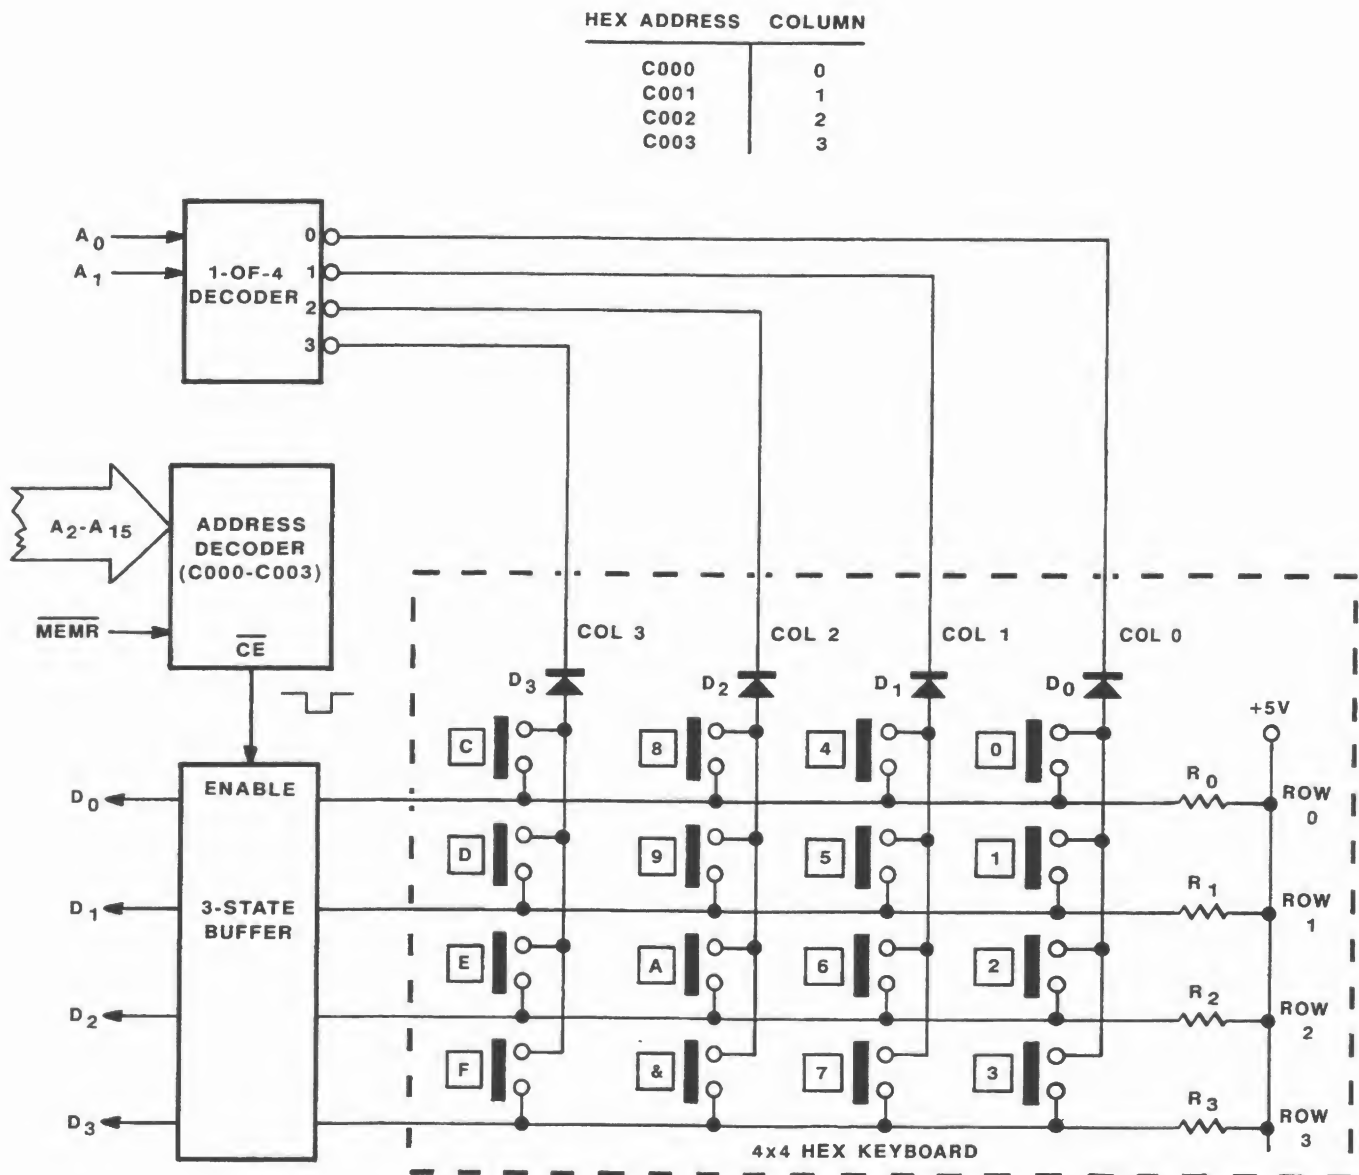 HEX ADDRESS COLUMN
C000 0
C001 1
C002 2
C003 3
A0
A1
1-OF-4
DECODER
0
1
2
3
A2-A15
ADDRESS
DECODER
(C000-C003)
MEMR
CE
COL 3 COL 2 COL 1 COL 0
D3 D2 D1 D0
+5V
C 8 4 0
D0 ENABLE R0 ROW 0
D 9 5 1
D1 3-STATE BUFFER R1 ROW 1
E A 6 2
D2 R2 ROW 2
F & 7 3
D3 R3 ROW 3
4x4 HEX KEYBOARD